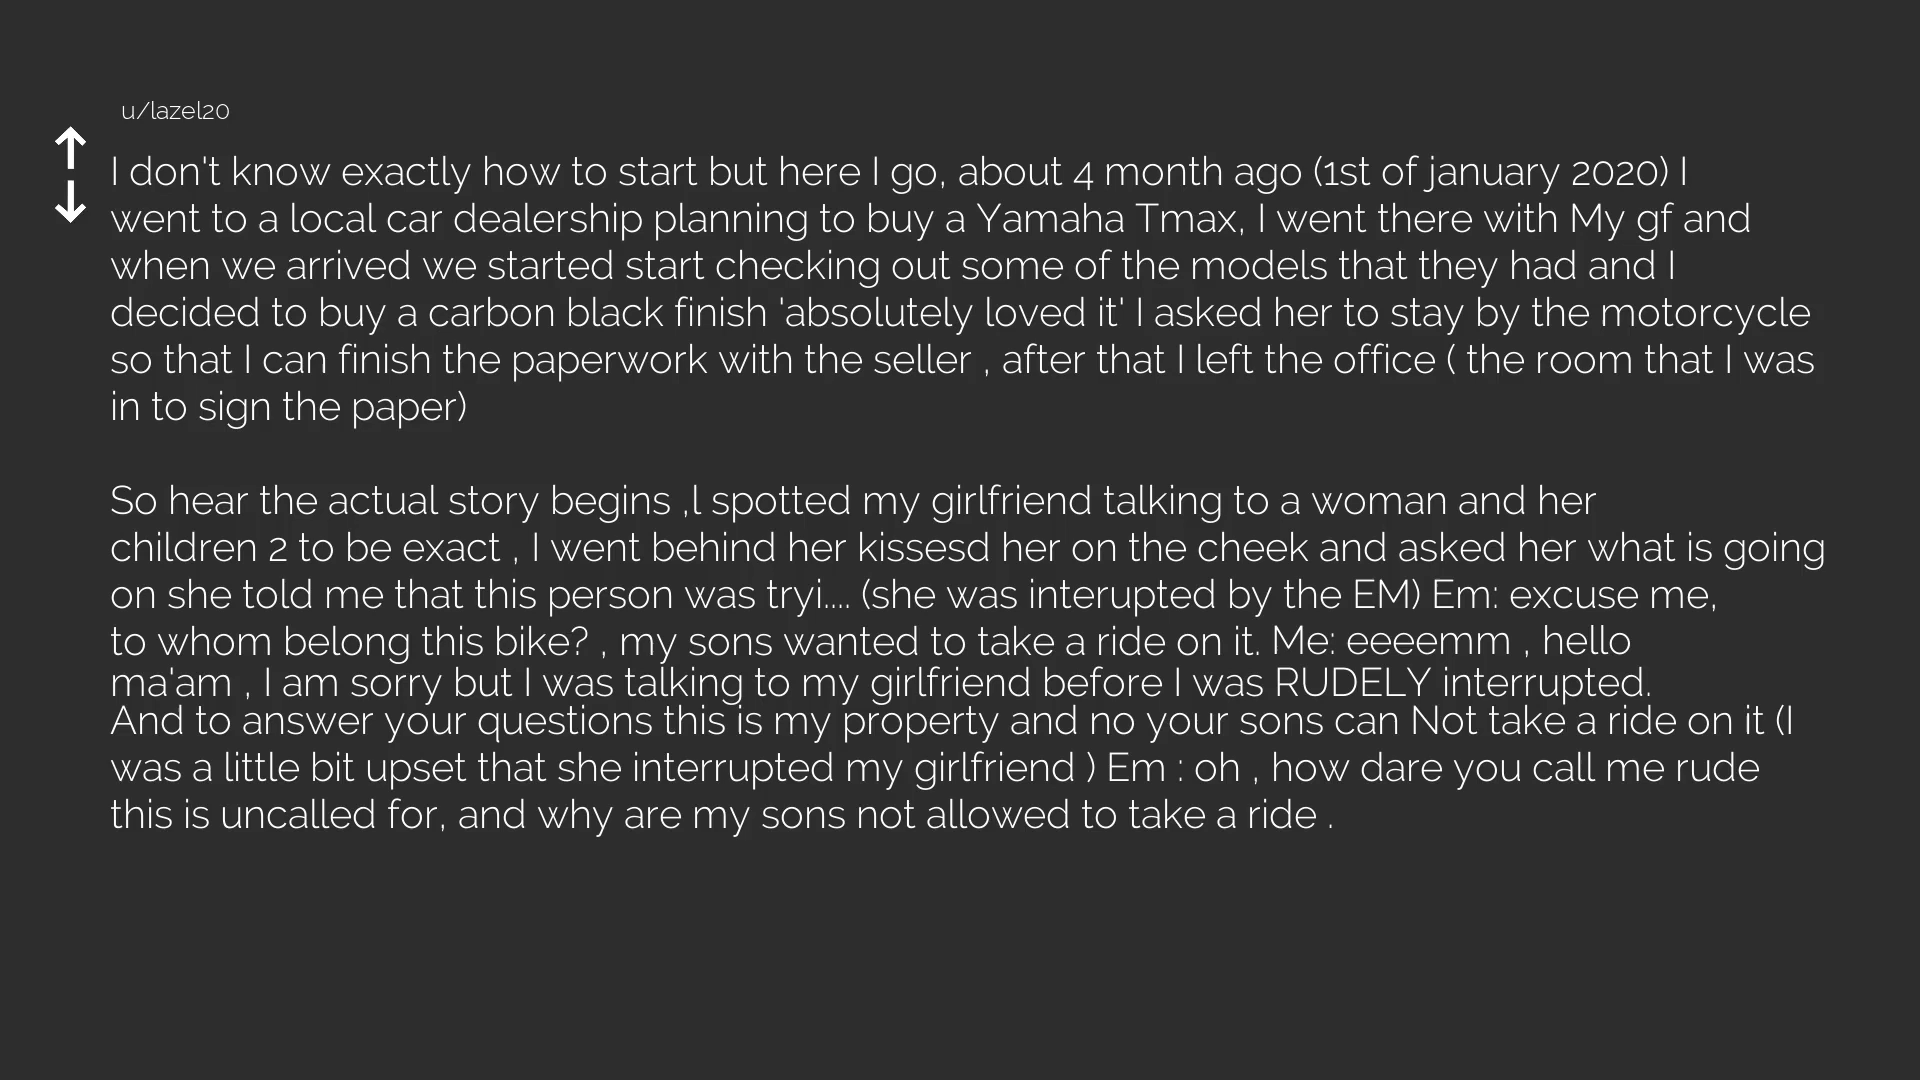 u/lazel20
I don't know exactly how to start but here I go, about 4 month ago (1st of january 2020) I
went to a local car dealership planning to buy a Yamaha Tmax, I went there with My gf and
when we arrived we started start checking out some of the models that they had and I
decided to buy a carbon black finish 'absolutely loved it' I asked her to stay by the motorcycle
so that I can finish the paperwork with the seller , after that I left the office ( the room that I was
in to sign the paper)
So hear the actual story begins ,l spotted my girlfriend talking to a woman and her
children 2 to be exact , I went behind her kissesd her on the cheek and asked her what is going
on she told me that this person was tryi.... (she was interupted by the EM) Em: excuse me,
to whom belong this bike? , my sons wanted to take a ride on it. Me: eeeemm , hello
ma'am , I am sorry but I was talking to my girlfriend before I was RUDELY interrupted.
And to answer your questions this is my property and no your sons can Not take a ride on it (I
was a little bit upset that she interrupted my girlfriend ) Em : oh , how dare you call me rude
this is uncalled for, and why are my sons not allowed to take a ride .